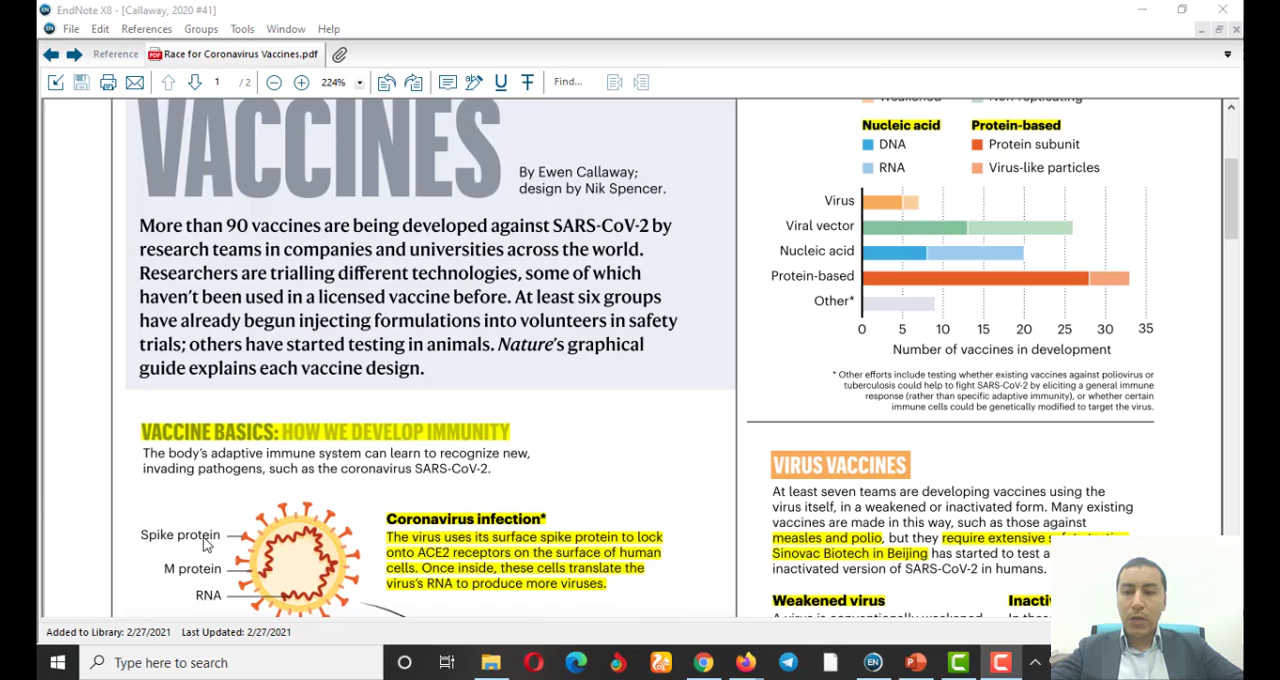 EndNote X8 - [Callaway, 2020 #41]
File Edit References Groups Tools Window Help
Reference Race for Coronavirus Vaccines.pdf
1 / 2 224% Find...
VACCINES
By Ewen Callaway;
design by Nik Spencer.
More than 90 vaccines are being developed against SARS-CoV-2 by
research teams in companies and universities across the world.
Researchers are trialling different technologies, some of which
haven't been used in a licensed vaccine before. At least six groups
have already begun injecting formulations into volunteers in safety
trials; others have started testing in animals. Nature's graphical
guide explains each vaccine design.
VACCINE BASICS: HOW WE DEVELOP IMMUNITY
The body's adaptive immune system can learn to recognize new,
invading pathogens, such as the coronavirus SARS-CoV-2.
Spike protein
M protein
RNA
Coronavirus infection*
The virus uses its surface spike protein to lock
onto ACE2 receptors on the surface of human
cells. Once inside, these cells translate the
virus's RNA to produce more viruses.
Weakened Non-replicating
Nucleic acid Protein-based
DNA Protein subunit
RNA Virus-like particles
Virus
Viral vector
Nucleic acid
Protein-based
Other*
0 5 10 15 20 25 30 35
Number of vaccines in development
* Other efforts include testing whether existing vaccines against poliovirus or
tuberculosis could help to fight SARS-CoV-2 by eliciting a general immune
response (rather than specific adaptive immunity), or whether certain
immune cells could be genetically modified to target the virus.
VIRUS VACCINES
At least seven teams are developing vaccines using the
virus itself, in a weakened or inactivated form. Many existing
vaccines are made in this way, such as those against
measles and polio, but they require extensive
Sinovac Biotech in Beijing has started to test a
inactivated version of SARS-CoV-2 in humans.
Weakened virus
Added to Library: 2/27/2021 Last Updated: 2/27/2021
Type here to search